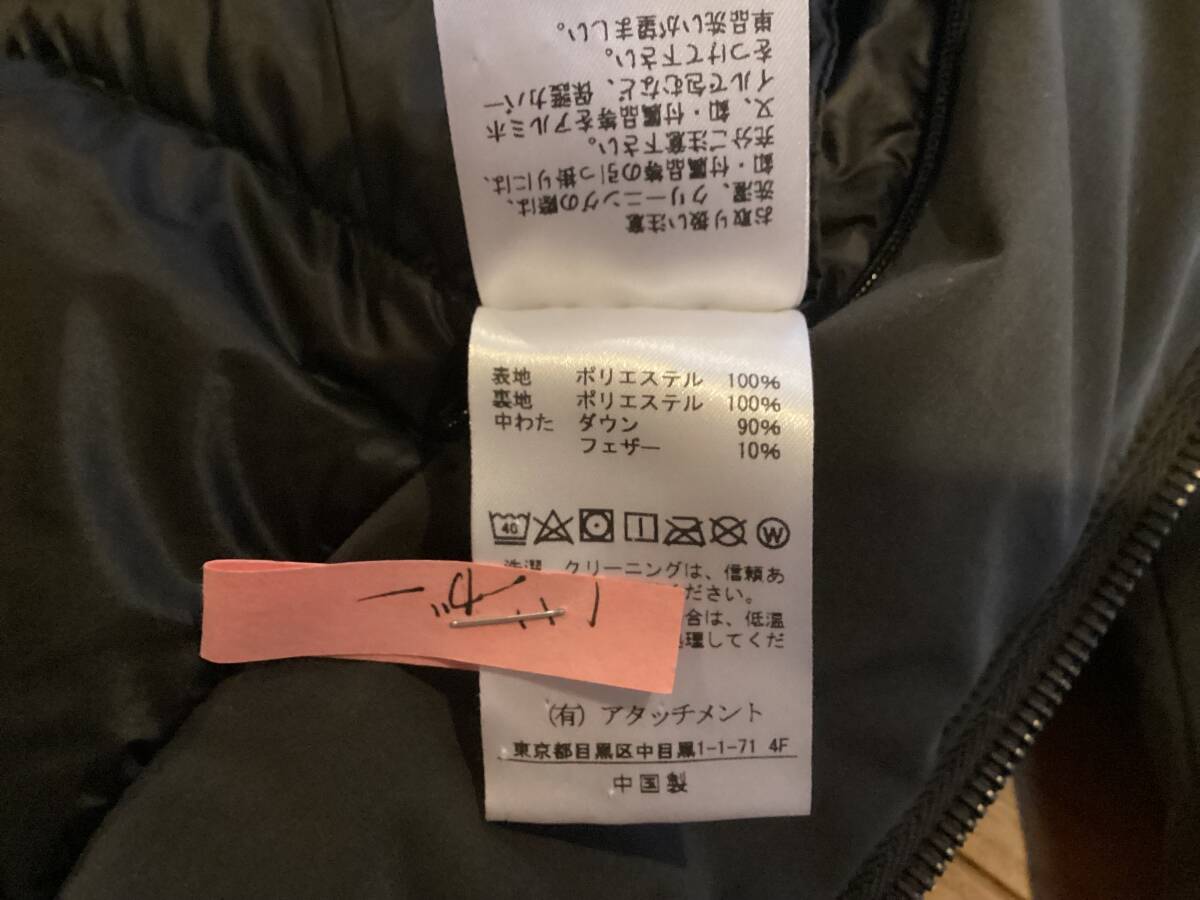 お取り扱い注意
洗濯、クリーニングの際は、
釦・付属品等の引っ掛りには、
充分ご注意下さい。
又、釦・付属品等をアルミホ
イルで包むなど、保護カバー
をつけて下さい。
単品洗いが望ましい。
表地 ポリエステル 100%
裏地 ポリエステル 100%
中わた ダウン 90%
フェザー 10%
40 W
洗濯 クリーニングは、信頼あ
ださい。
合は、低温
処理してくだ
(有) アタッチメント
東京都目黒区中目黒1-1-71 4F
中国製